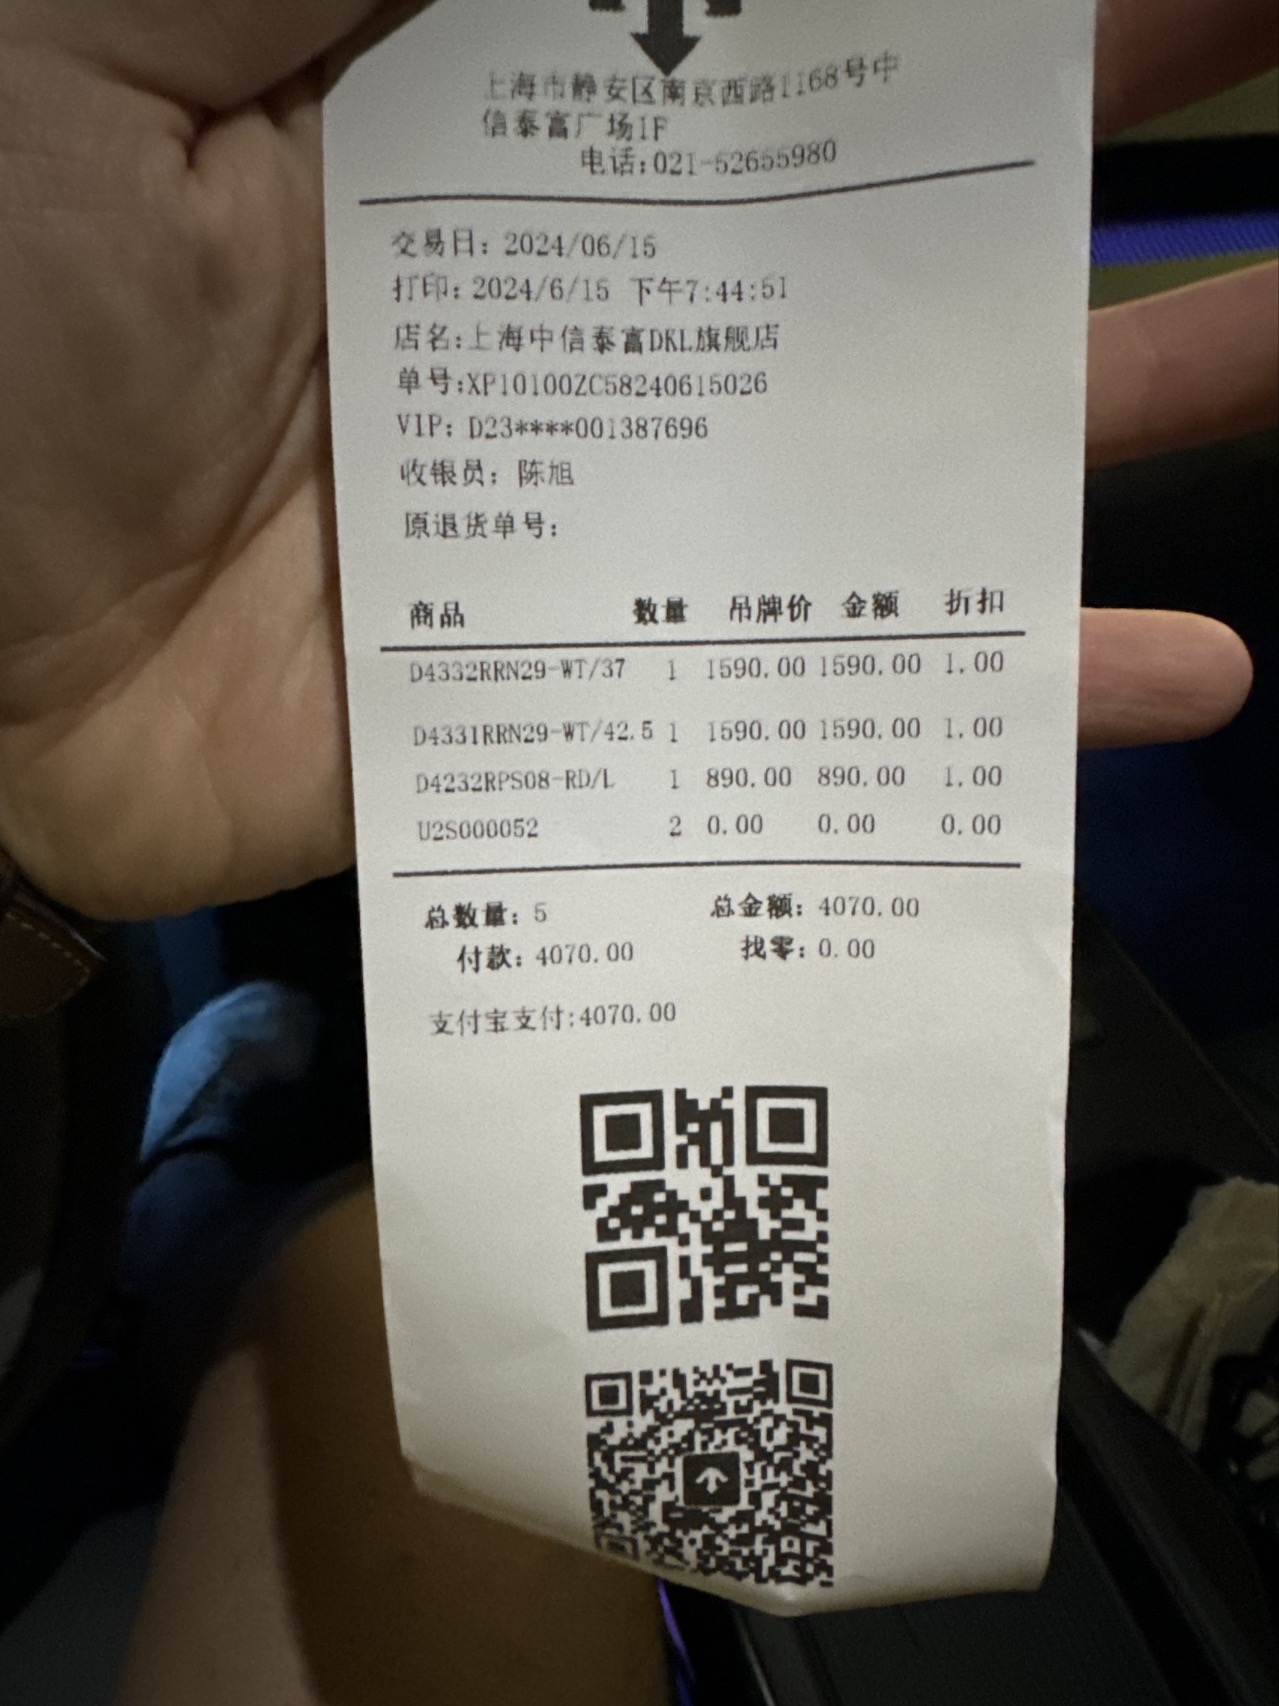 上海市静安区南京西路1168号中
信泰富广场1F
电话:021-52655980
交易日: 2024/06/15
打印: 2024/6/15 下午7:44:51
店名:上海中信泰富DKL旗舰店
单号:XP10100ZC58240615026
VIP: D23****001387696
收银员: 陈旭
原退货单号:
商品 数量 吊牌价 金额 折扣
D4332RRN29-WT/37 1 1590.00 1590.00 1.00
D4331RRN29-WT/42.5 1 1590.00 1590.00 1.00
D4232RPS08-RD/L 1 890.00 890.00 1.00
U2S000052 2 0.00 0.00 0.00
总数量: 5 总金额: 4070.00
付款: 4070.00 找零: 0.00
支付宝支付:4070.00